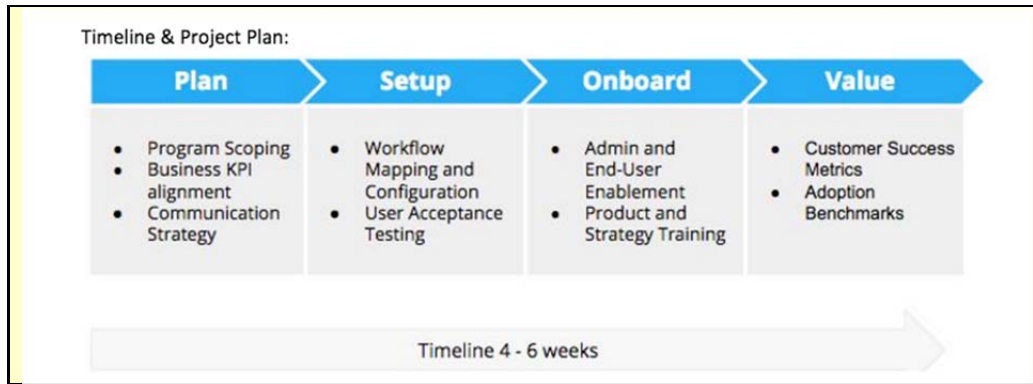 Timeline & Project Plan:
Plan
Setup
Onboard
Value
• Program Scoping
• Business KPI
alignment
• Communication
Strategy
• Workflow
Mapping and
Configuration
• User Acceptance
Testing
• Admin and
End-User
Enablement
• Product and
Strategy Training
• Customer Success
Metrics
• Adoption
Benchmarks
Timeline 4 - 6 weeks